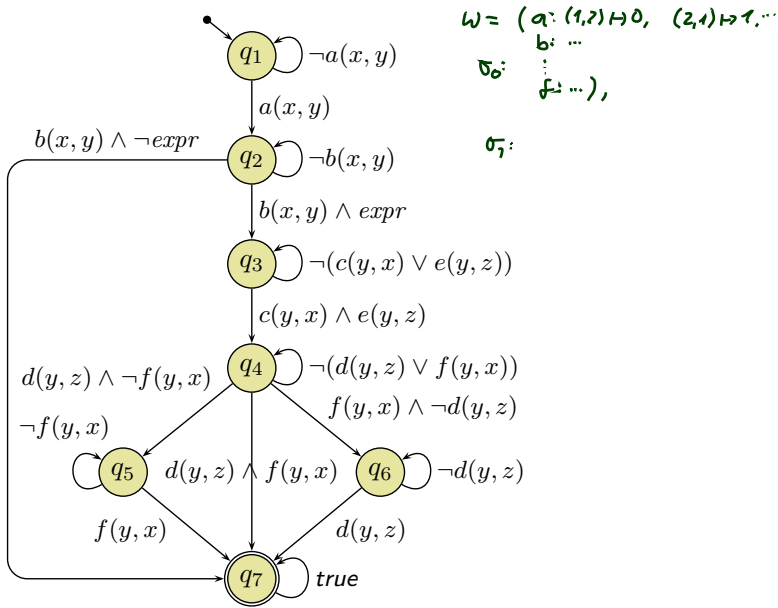 w = ( a: (1,2) ↦ 0, (2,1) ↦ 1, ...
b: ...
σ₀: ⋮
f: ... ),
σ₁:
q₁
¬a(x, y)
a(x, y)
b(x, y) ∧ ¬expr
q₂
¬b(x, y)
b(x, y) ∧ expr
q₃
¬(c(y, x) ∨ e(y, z))
c(y, x) ∧ e(y, z)
q₄
¬(d(y, z) ∨ f(y, x))
d(y, z) ∧ ¬f(y, x)
f(y, x) ∧ ¬d(y, z)
¬f(y, x)
q₅
d(y, z) ∧ f(y, x)
q₆
¬d(y, z)
f(y, x)
d(y, z)
q₇
true